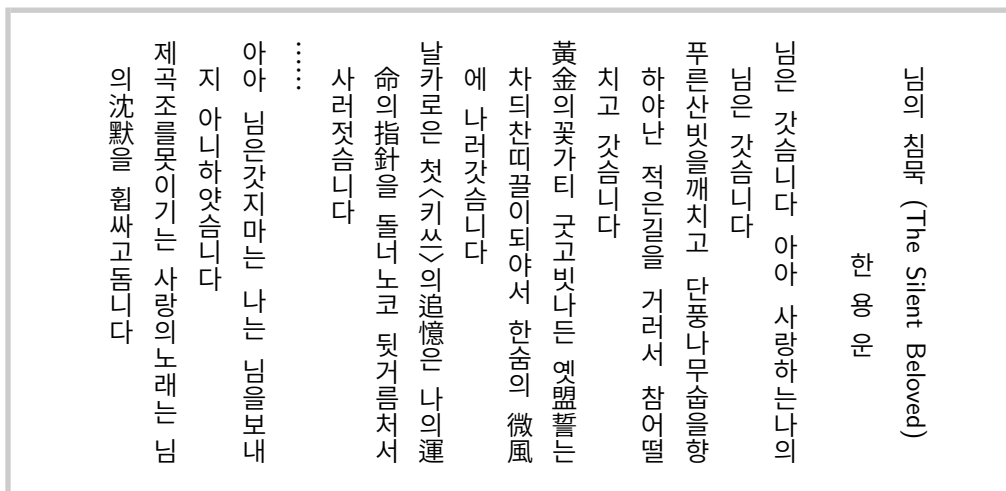 님의 침묵 (The Silent Beloved)
한 용 운
님은 갓슴니다 아아 사랑하는나의
님은 갓슴니다
푸른산빗을깨치고 단풍나무숩을향
하야난 적은길을 거러서 참어떨
치고 갓슴니다
黃金의꽃가티 굿고빗나든 옛盟誓는
차듸찬띠끌이되야서 한숨의 微風
에 나러갓슴니다
날카로은 첫〈키쓰〉의追憶은 나의運
命의指針을 돌너노코 뒷거름처서
사러젓슴니다
……
아아 님은갓지마는 나는 님을보내
지 아니하얏슴니다
제곡조를못이기는 사랑의노래는 님
의沈默을 휩싸고돔니다